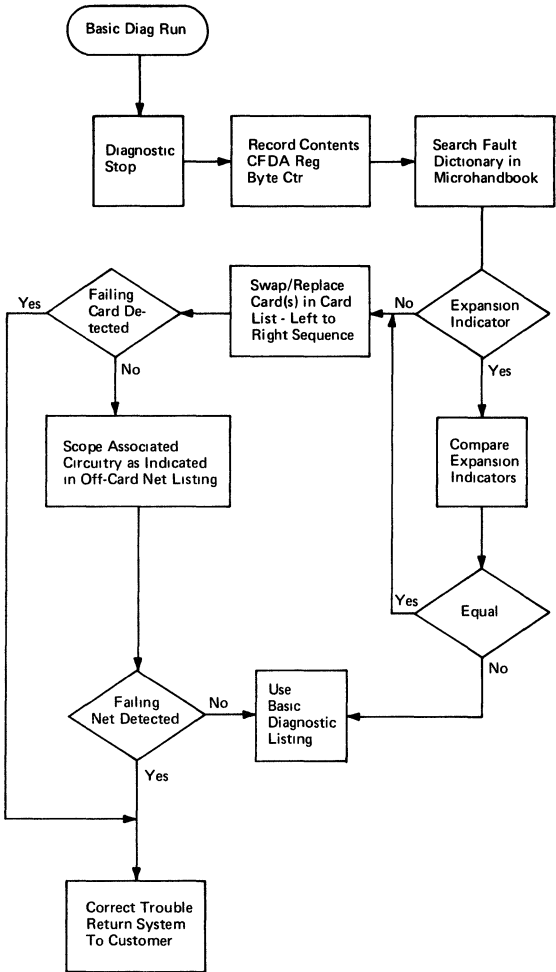 Basic Diag Run
Diagnostic
Stop
Record Contents
CFDA Reg
Byte Ctr
Search Fault
Dictionary in
Microhandbook
Yes
Failing
Card De-
tected
Swap/Replace
Card(s) in Card
List - Left to
Right Sequence
No
Expansion
Indicator
No
Yes
Scope Associated
Circuitry as Indicated
in Off-Card Net Listing
Compare
Expansion
Indicators
Yes
Equal
No
Failing
Net Detected
No
Use
Basic
Diagnostic
Listing
Yes
Correct Trouble
Return System
To Customer